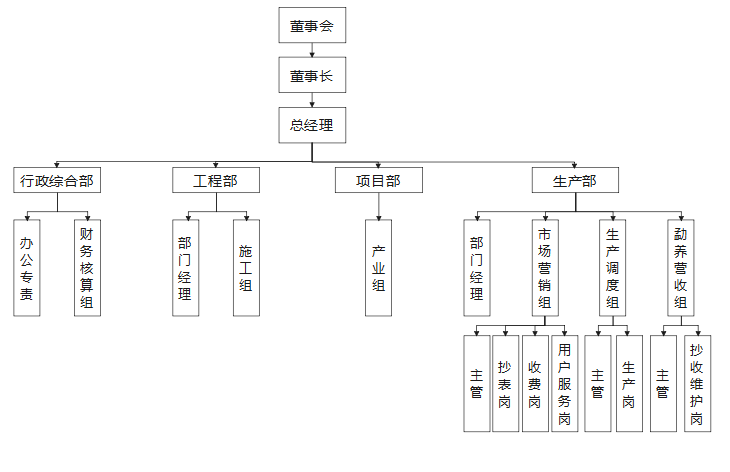 董事会
董事长
总经理
行政综合部
工程部
项目部
生产部
办公专责
财务核算组
部门经理
施工组
产业组
部门经理
市场营销组
生产调度组
勐养营收组
主管
抄表岗
收费岗
用户服务岗
主管
生产岗
主管
抄收维护岗